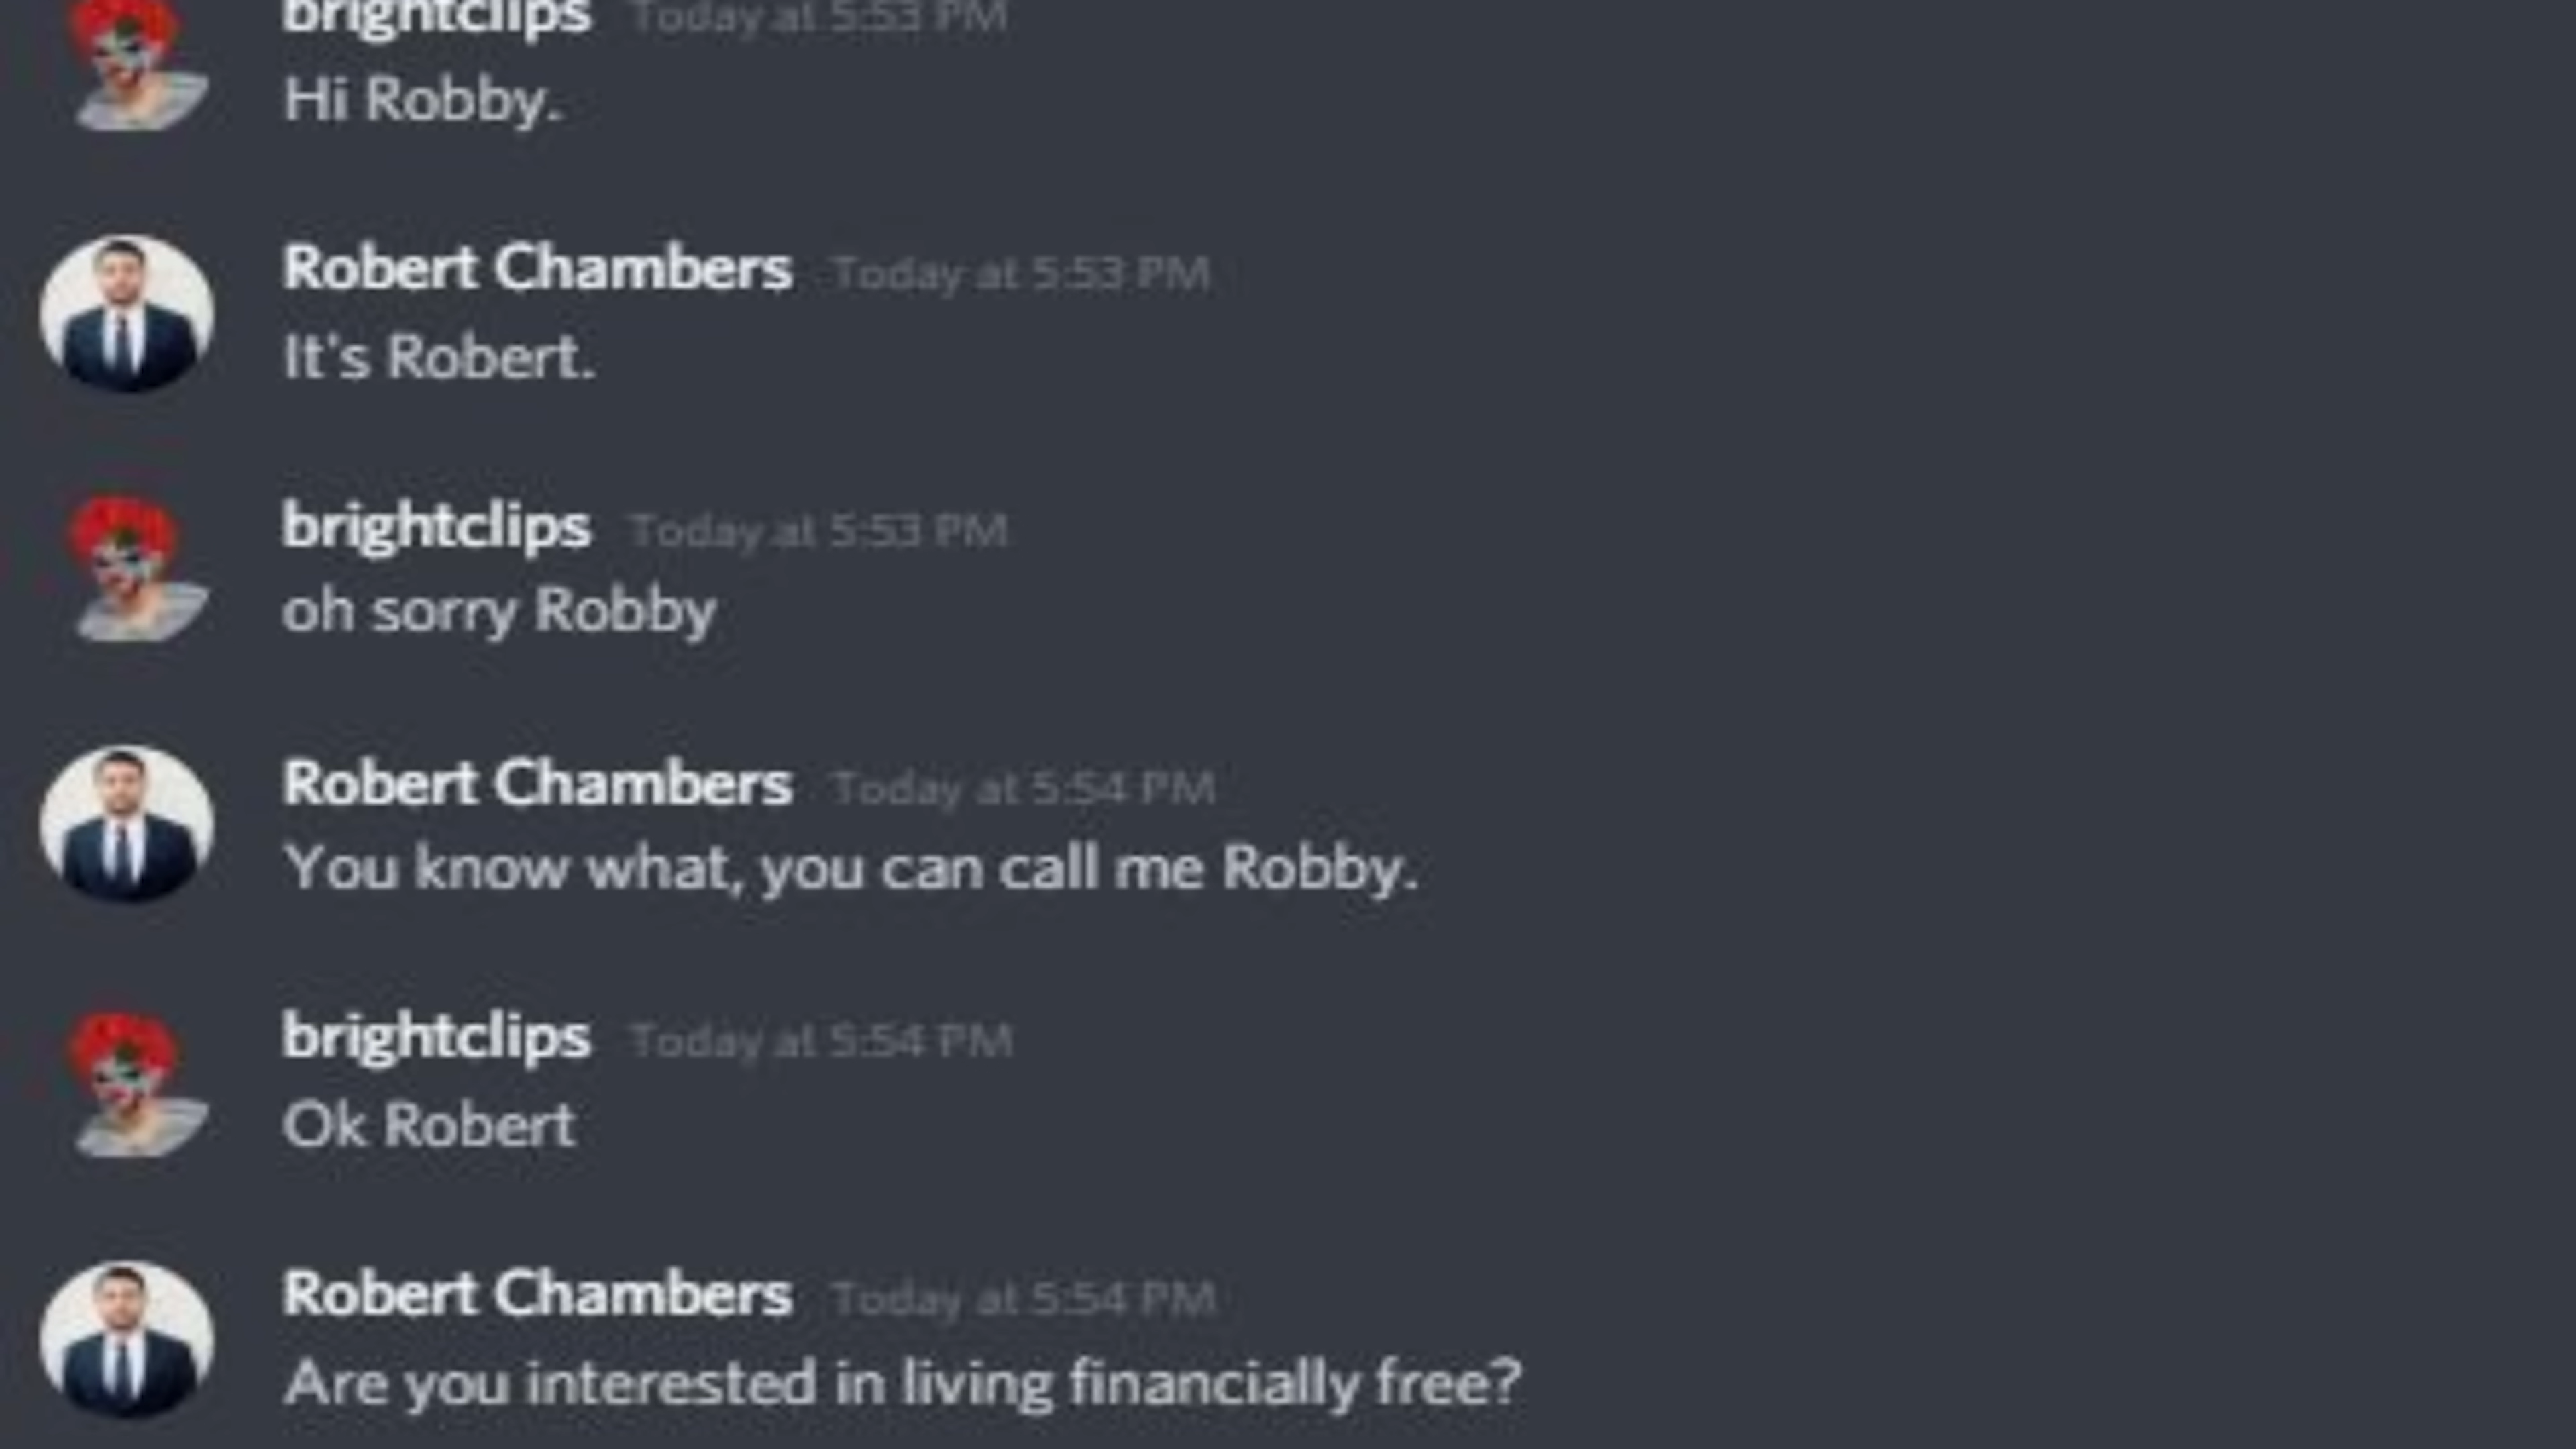 brightclips Today at 5:53 PM
Hi Robby.
Robert Chambers Today at 5:53 PM
It's Robert.
brightclips Today at 5:53 PM
oh sorry Robby
Robert Chambers Today at 5:54 PM
You know what, you can call me Robby.
brightclips Today at 5:54 PM
Ok Robert
Robert Chambers Today at 5:54 PM
Are you interested in living financially free?